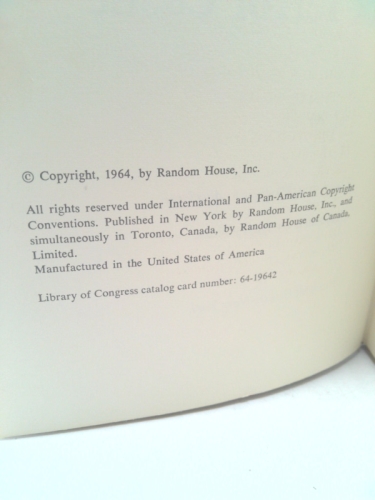 © Copyright, 1964, by Random House, Inc.
All rights reserved under International and Pan-American Copyright
Conventions. Published in New York by Random House, Inc., and
simultaneously in Toronto, Canada, by Random House of Canada.
Limited.
Manufactured in the United States of America
Library of Congress catalog card number: 64-19642